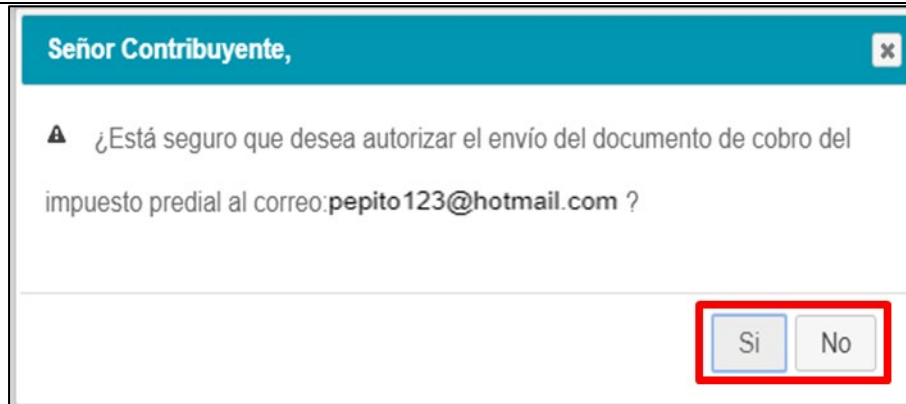 Señor Contribuyente,
¿Está seguro que desea autorizar el envío del documento de cobro del
impuesto predial al correo:pepito123@hotmail.com ?
Si No